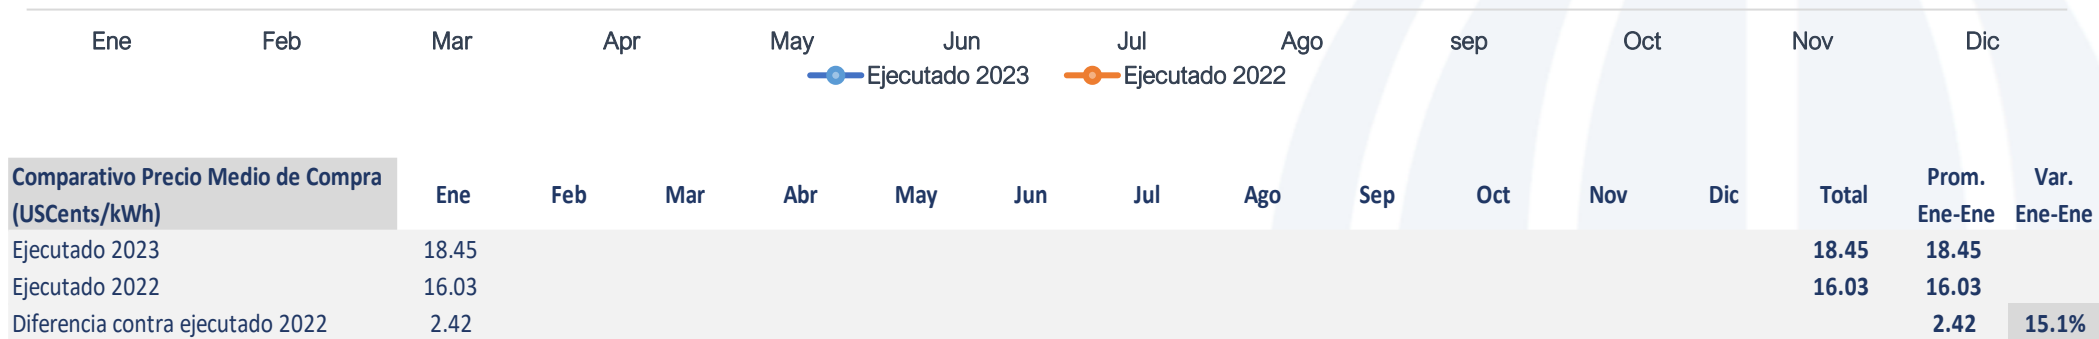 Ene Feb Mar Apr May Jun Jul Ago sep Oct Nov Dic
Ejecutado 2023 Ejecutado 2022
Comparativo Precio Medio de Compra (USCents/kWh) Ene Feb Mar Abr May Jun Jul Ago Sep Oct Nov Dic Total Prom. Ene-Ene Var. Ene-Ene
Ejecutado 2023 18.45 18.45 18.45
Ejecutado 2022 16.03 16.03 16.03
Diferencia contra ejecutado 2022 2.42 2.42 15.1%